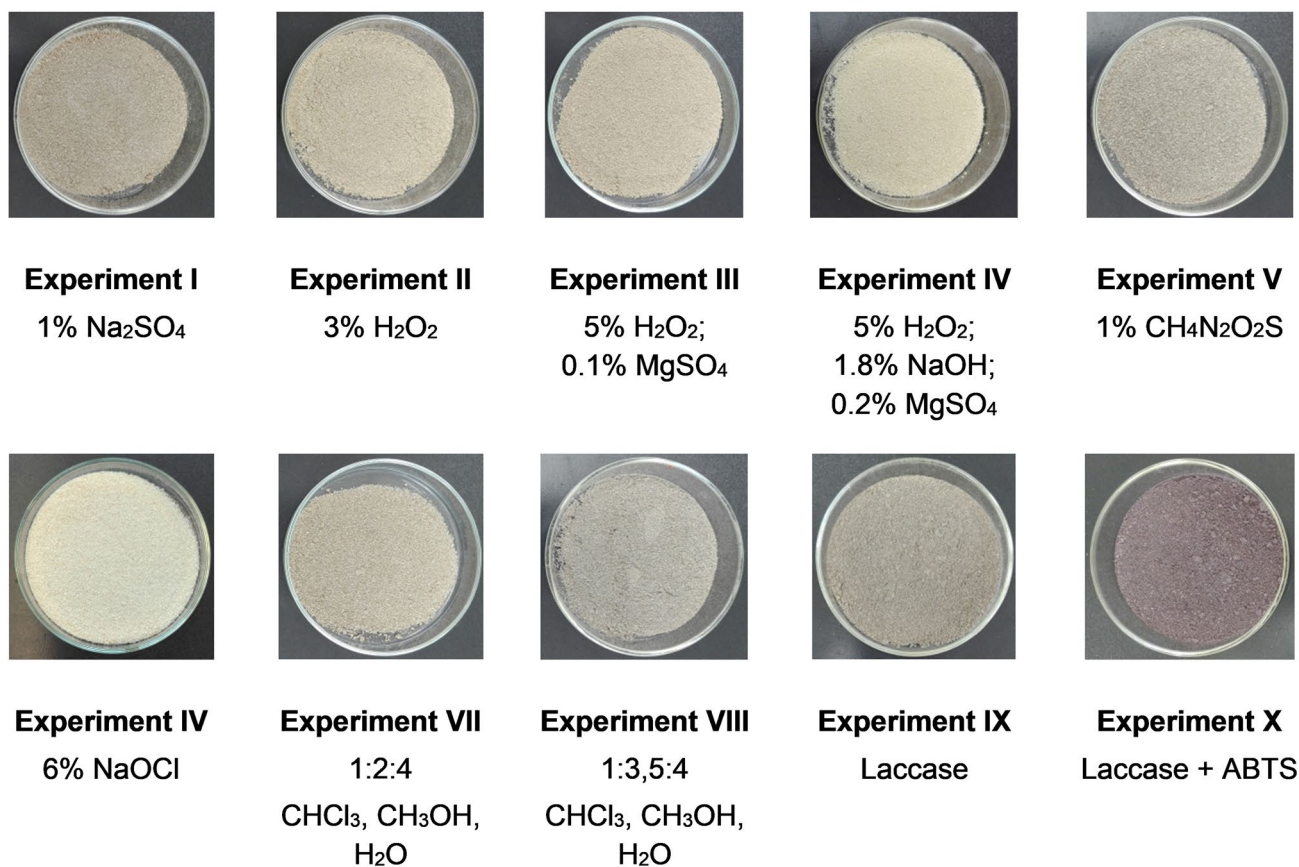 Experiment I
1% Na₂SO₄
Experiment II
3% H₂O₂
Experiment III
5% H₂O₂;
0.1% MgSO₄
Experiment IV
5% H₂O₂;
1.8% NaOH;
0.2% MgSO₄
Experiment V
1% CH₄N₂O₂S
Experiment IV
6% NaOCl
Experiment VII
1:2:4
CHCl₃, CH₃OH,
H₂O
Experiment VIII
1:3,5:4
CHCl₃, CH₃OH,
H₂O
Experiment IX
Laccase
Experiment X
Laccase + ABTS